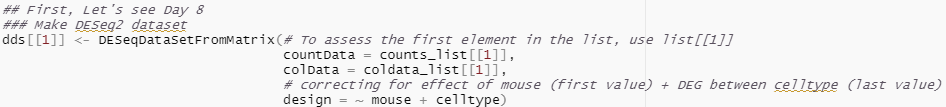 ## First, Let's see Day 8
### Make DESeq2 dataset
dds[[1]] <- DESeqDataSetFromMatrix(# To assess the first element in the list, use list[[1]]
countData = counts_list[[1]],
colData = coldata_list[[1]],
# correcting for effect of mouse (first value) + DEG between celltype (last value)
design = ~ mouse + celltype)